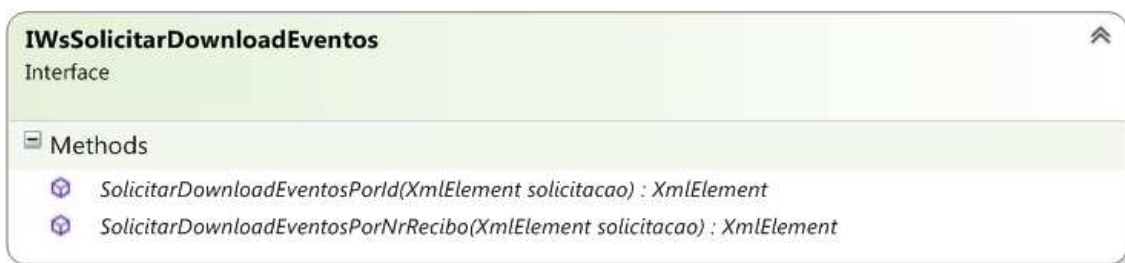 IWsSolicitarDownloadEventos
Interface
Methods
SolicitarDownloadEventosPorId(XmlElement solicitacao) : XmlElement
SolicitarDownloadEventosPorNrRecibo(XmlElement solicitacao) : XmlElement